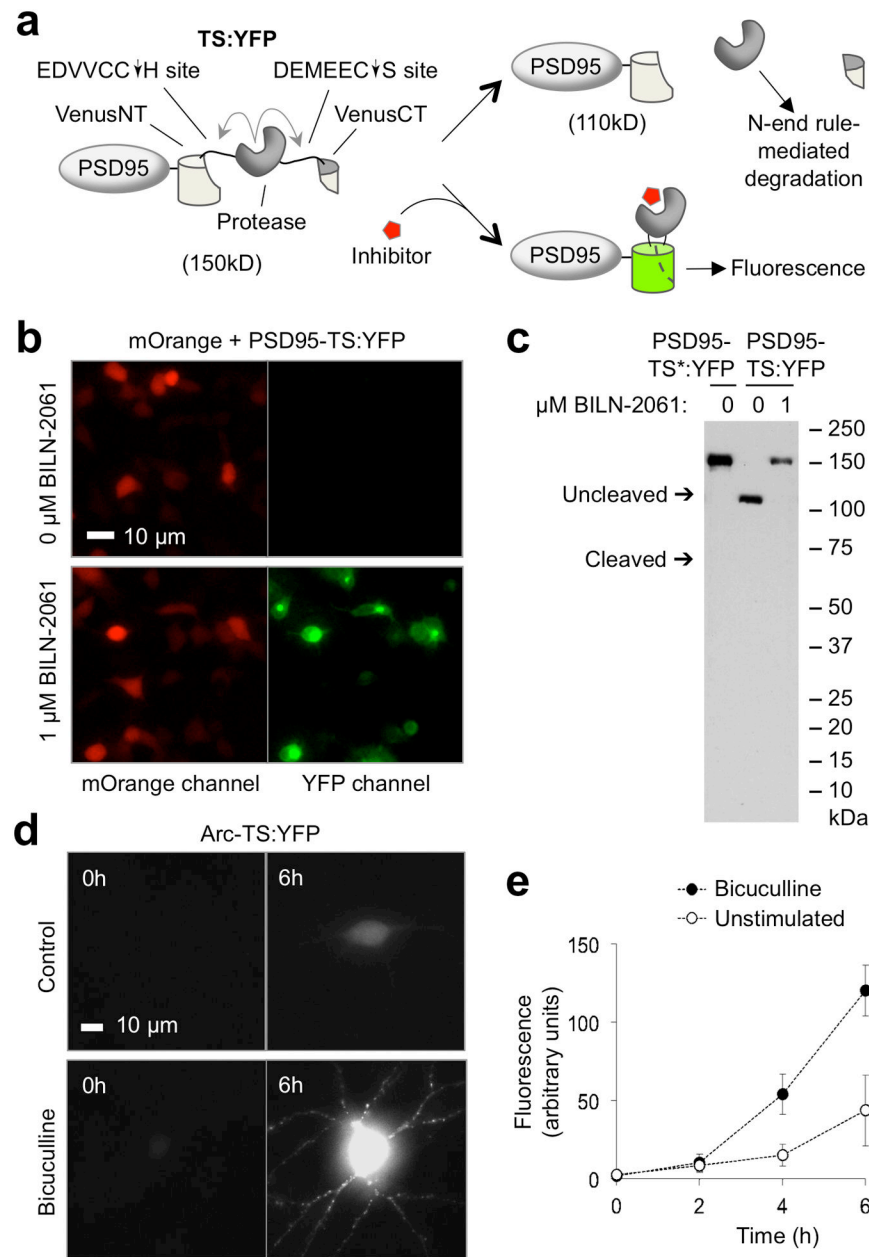 a
TS:YFP
EDVVCC↓H site
DEMEEC↓S site
VenusNT
VenusCT
PSD95
Protease
(150kD)
Inhibitor
PSD95
(110kD)
N-end rule-
mediated
degradation
PSD95
Fluorescence
b
mOrange + PSD95-TS:YFP
0 µM BILN-2061
10 µm
1 µM BILN-2061
mOrange channel
YFP channel
c
PSD95- PSD95-
TS*:YFP TS:YFP
µM BILN-2061: 0 0 1
250
150
Uncleaved ➔
100
75
Cleaved ➔
50
37
25
20
15
10
kDa
d
Arc-TS:YFP
Control
0h
6h
10 µm
Bicuculline
0h
6h
e
Bicuculline
Unstimulated
Fluorescence
(arbitrary units)
150
100
50
0
0 2 4 6
Time (h)